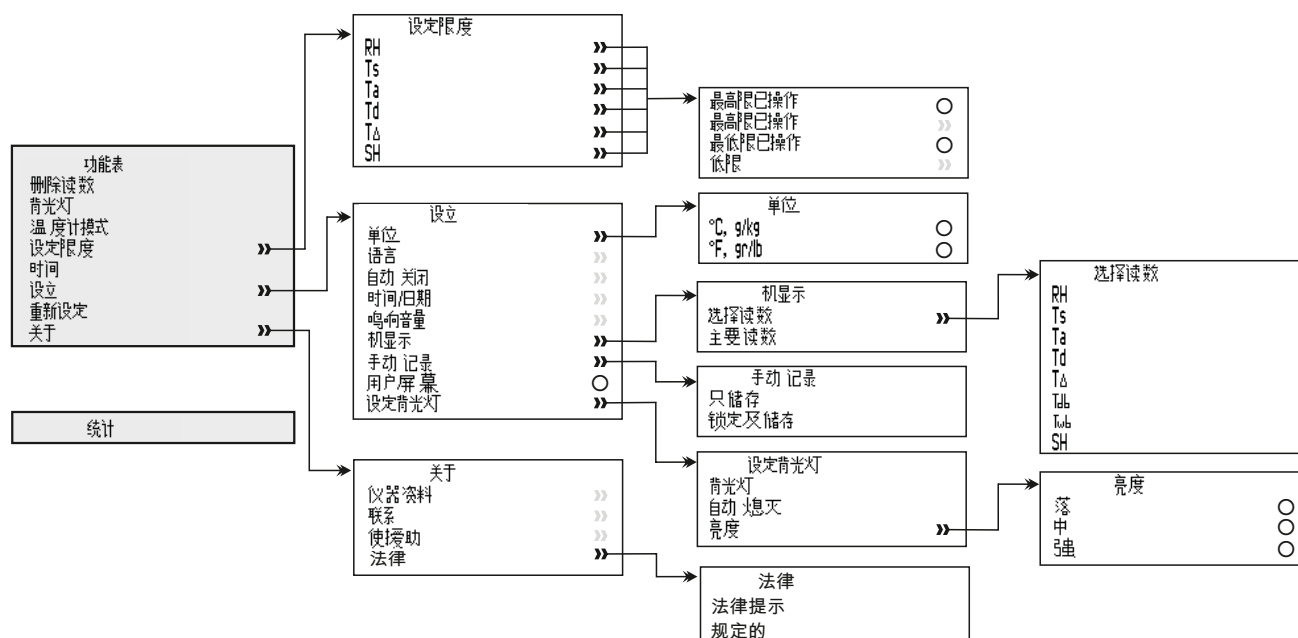 功能表
删除读数
背光灯
温度计模式
设定限度
时间
设立
重新设定
关于
统计
设定限度
RH
Ts
Ta
Td
T∆
SH
最高限已操作
最高限已操作
最低限已操作
低限
设立
单位
语言
自动 关闭
时间/日期
鸣响音量
机显示
手动 记录
用户屏幕
设定背光灯
单位
°C, g/kg
°F, gr/lb
机显示
选择读数
主要读数
手动 记录
只储存
锁定及储存
设定背光灯
背光灯
自动 熄灭
亮度
选择读数
RH
Ts
Ta
Td
T∆
Tdb
Twb
SH
亮度
落
中
强
关于
仪器资料
联系
使援助
法律
法律
法律提示
规定的